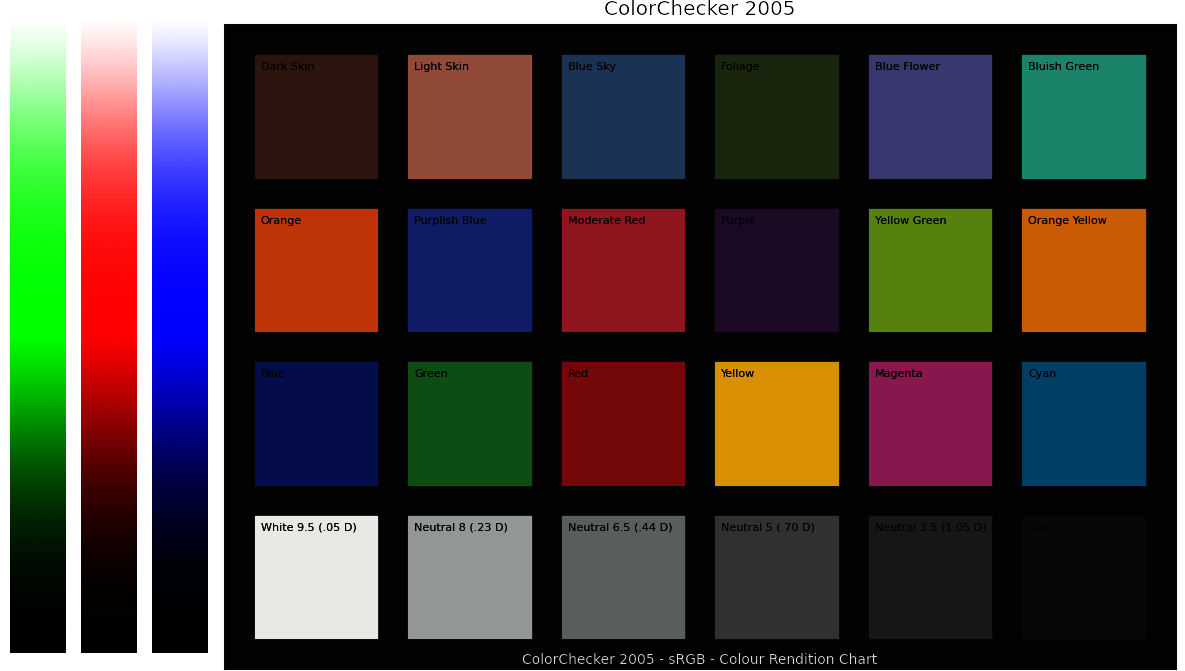 ColorChecker 2005
Dark Skin
Light Skin
Blue Sky
Foliage
Blue Flower
Bluish Green
Orange
Purplish Blue
Moderate Red
Purple
Yellow Green
Orange Yellow
Blue
Green
Red
Yellow
Magenta
Cyan
White 9.5 (.05 D)
Neutral 8 (.23 D)
Neutral 6.5 (.44 D)
Neutral 5 (.70 D)
Neutral 3.5 (1.05 D)
Black 2 (1.5 D)
ColorChecker 2005 - sRGB - Colour Rendition Chart